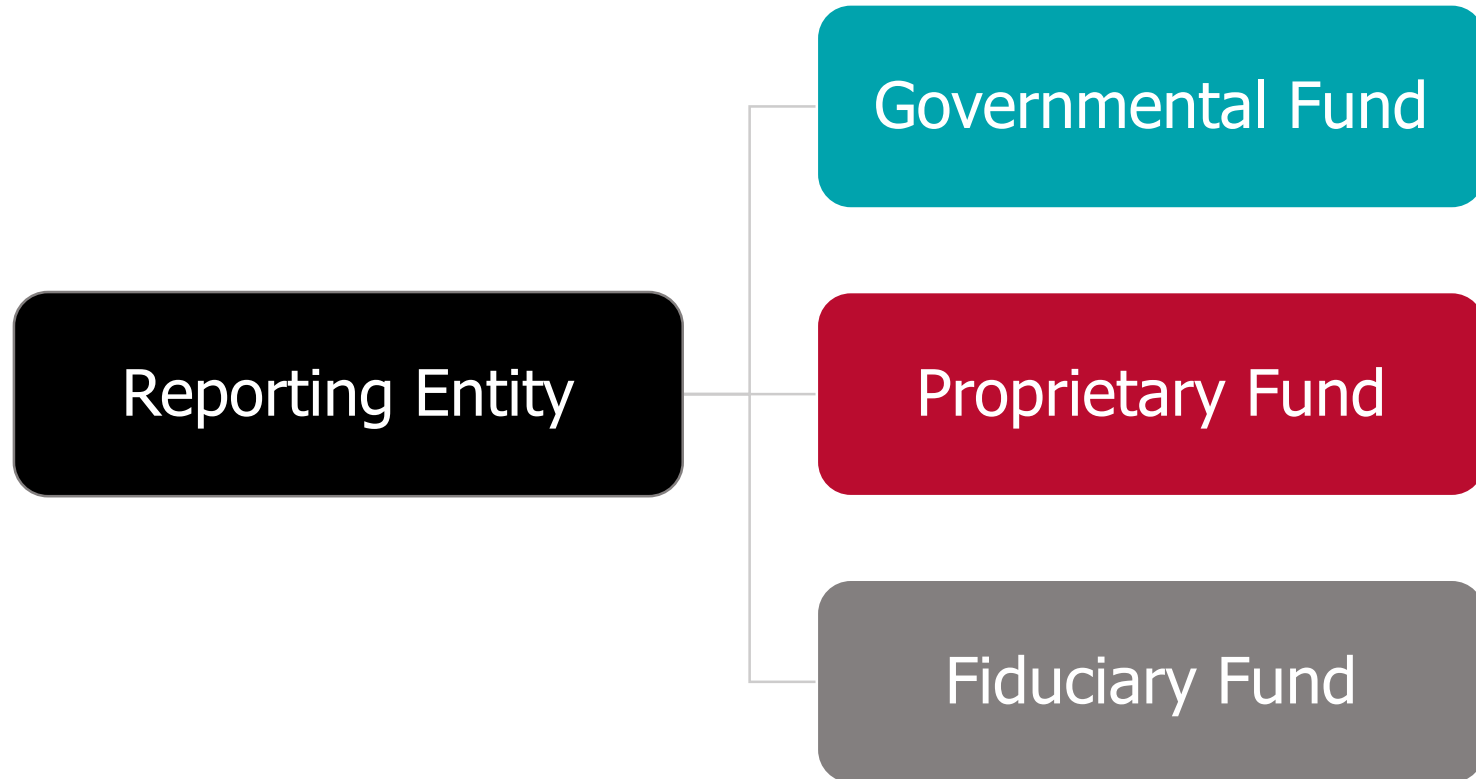 Governmental Fund
Reporting Entity
Proprietary Fund
Fiduciary Fund